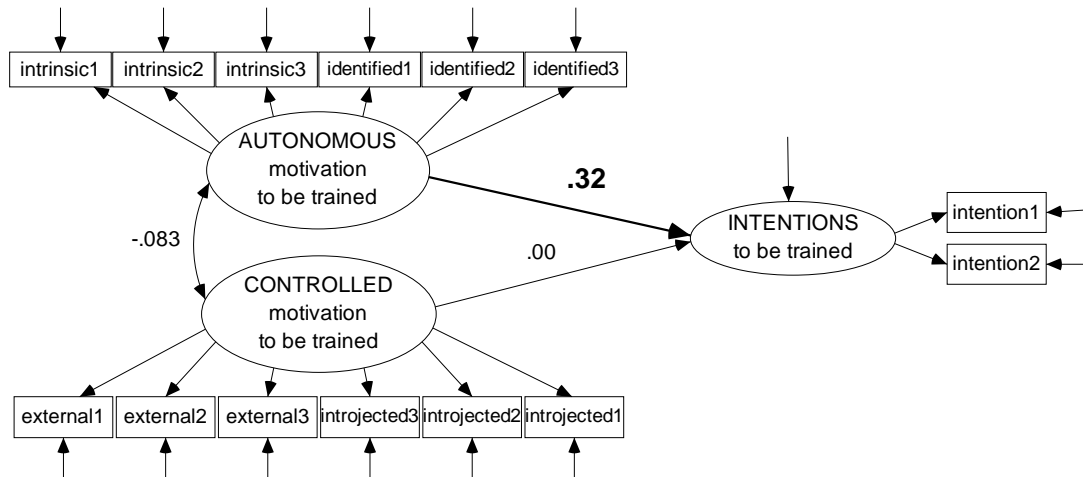 intrinsic1 intrinsic2 intrinsic3 identified1 identified2 identified3
AUTONOMOUS
motivation
to be trained
.32
-.083
INTENTIONS
to be trained
intention1
intention2
.00
CONTROLLED
motivation
to be trained
external1 external2 external3 introjected3 introjected2 introjected1